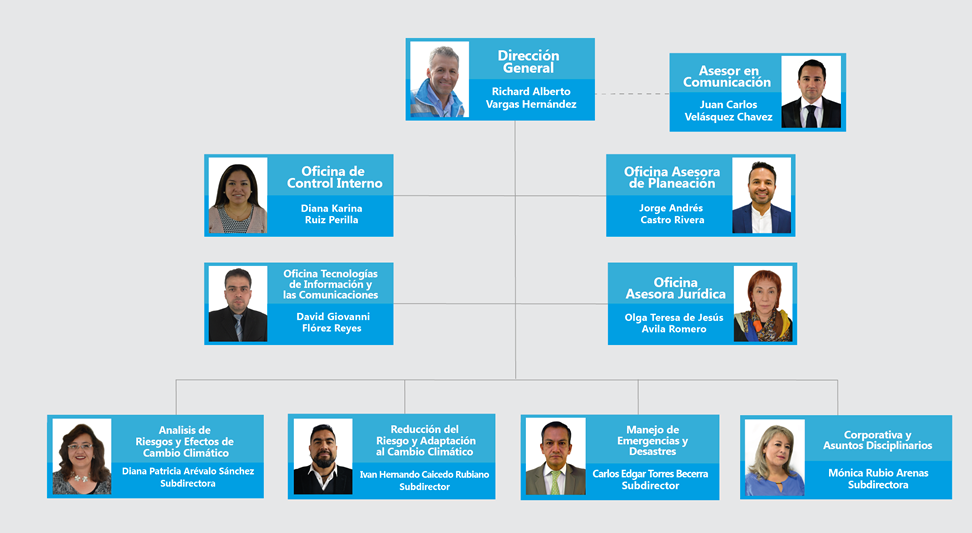 Dirección
General
Richard Alberto
Vargas Hernández
Asesor en
Comunicación
Juan Carlos
Velásquez Chavez
Oficina de
Control Interno
Diana Karina
Ruiz Perilla
Oficina Asesora
de Planeación
Jorge Andrés
Castro Rivera
Oficina Tecnologías
de Información y
las Comunicaciones
David Giovanni
Flórez Reyes
Oficina
Asesora Jurídica
Olga Teresa de Jesús
Avila Romero
Analisis de
Riesgos y Efectos de
Cambio Climático
Diana Patricia Arévalo Sánchez
Subdirectora
Reducción del
Riesgo y Adaptación
al Cambio Climático
Ivan Hernando Caicedo Rubiano
Subdirector
Manejo de
Emergencias y
Desastres
Carlos Edgar Torres Becerra
Subdirector
Corporativa y
Asuntos Disciplinarios
Mónica Rubio Arenas
Subdirectora